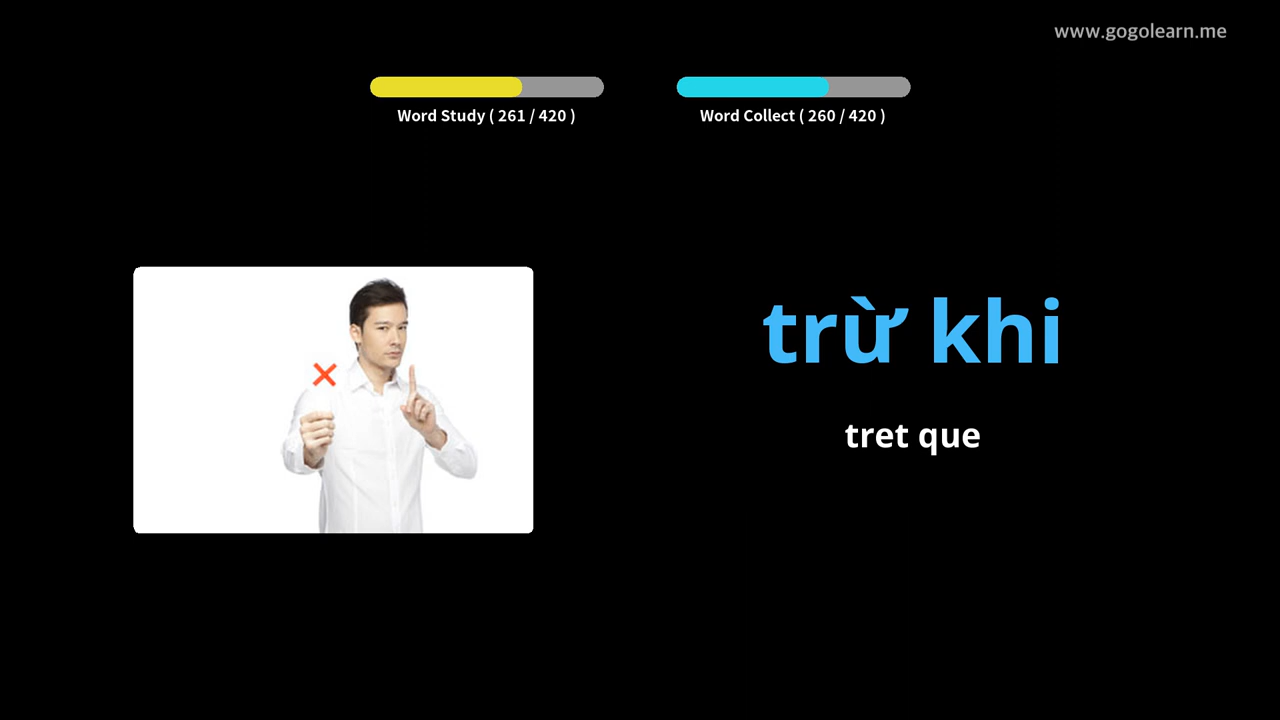 www.gogolearn.me
Word Study ( 261 / 420 )
Word Collect ( 260 / 420 )
trừ khi
tret que